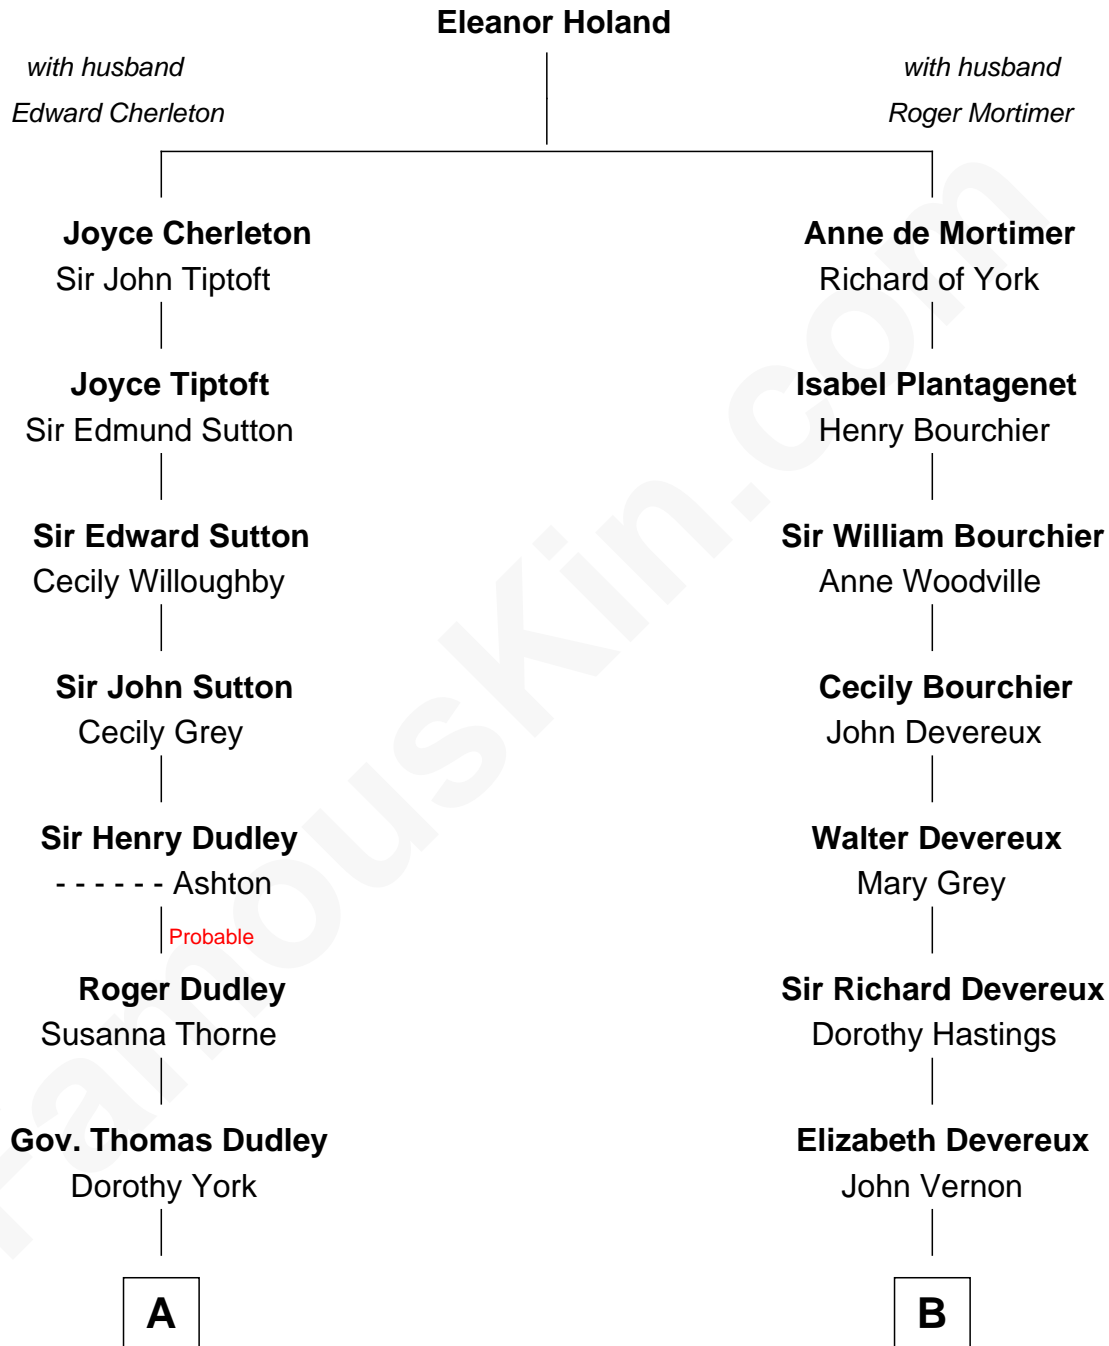 Eleanor Holand
with husband
Edward Cherleton
with husband
Roger Mortimer
Joyce Cherleton
Sir John Tiptoft
Anne de Mortimer
Richard of York
Joyce Tiptoft
Sir Edmund Sutton
Isabel Plantagenet
Henry Bourchier
Sir Edward Sutton
Cecily Willoughby
Sir William Bourchier
Anne Woodville
Sir John Sutton
Cecily Grey
Cecily Bourchier
John Devereux
Sir Henry Dudley
- - - - - - Ashton
Walter Devereux
Mary Grey
Probable
Roger Dudley
Susanna Thorne
Sir Richard Devereux
Dorothy Hastings
Gov. Thomas Dudley
Dorothy York
Elizabeth Devereux
John Vernon
A
B
FamousKin.com